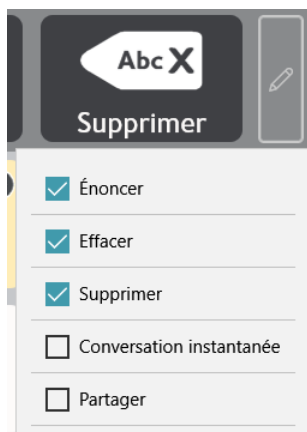 Abc X
Supprimer
Énoncer
Effacer
Supprimer
Conversation instantanée
Partager